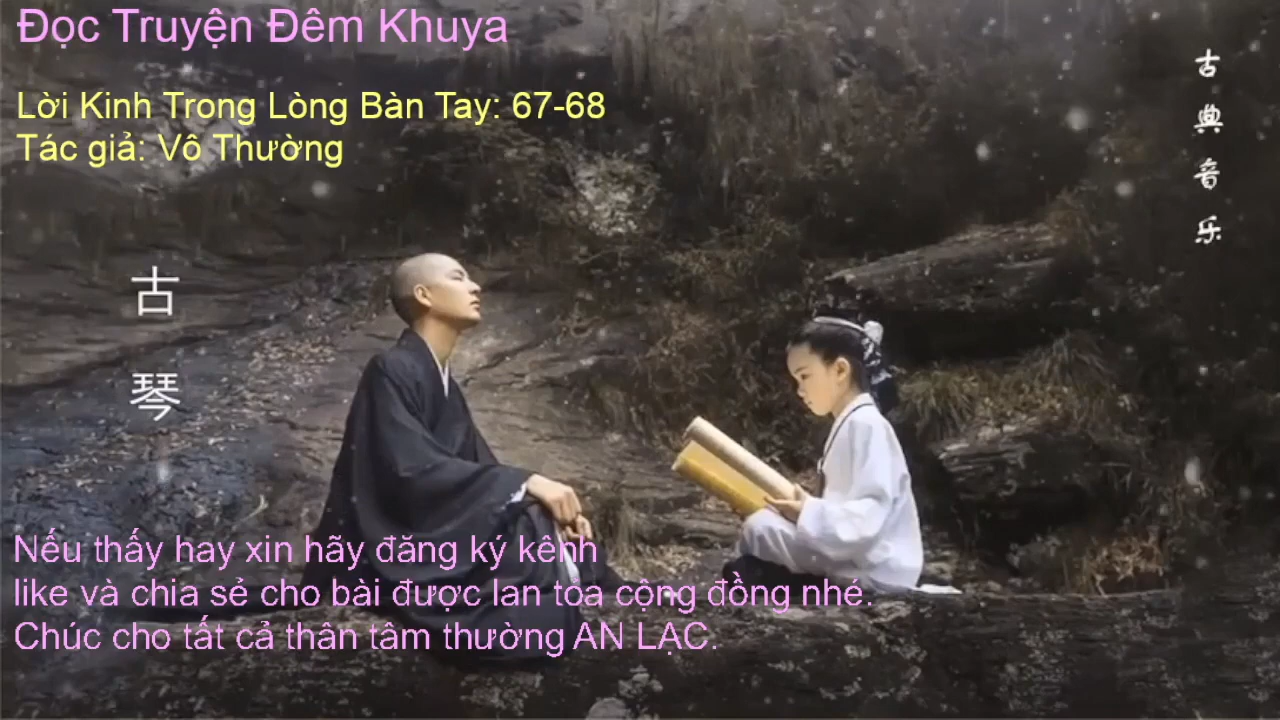 Đọc Truyện Đêm Khuya
Lời Kinh Trong Lòng Bàn Tay: 67-68
Tác giả: Vô Thường
古典音乐
古琴
Nếu thấy hay xin hãy đăng ký kênh
like và chia sẻ cho bài được lan toa cộng đồng nhé.
Chúc cho tất cả thân tâm thường AN LẠC.